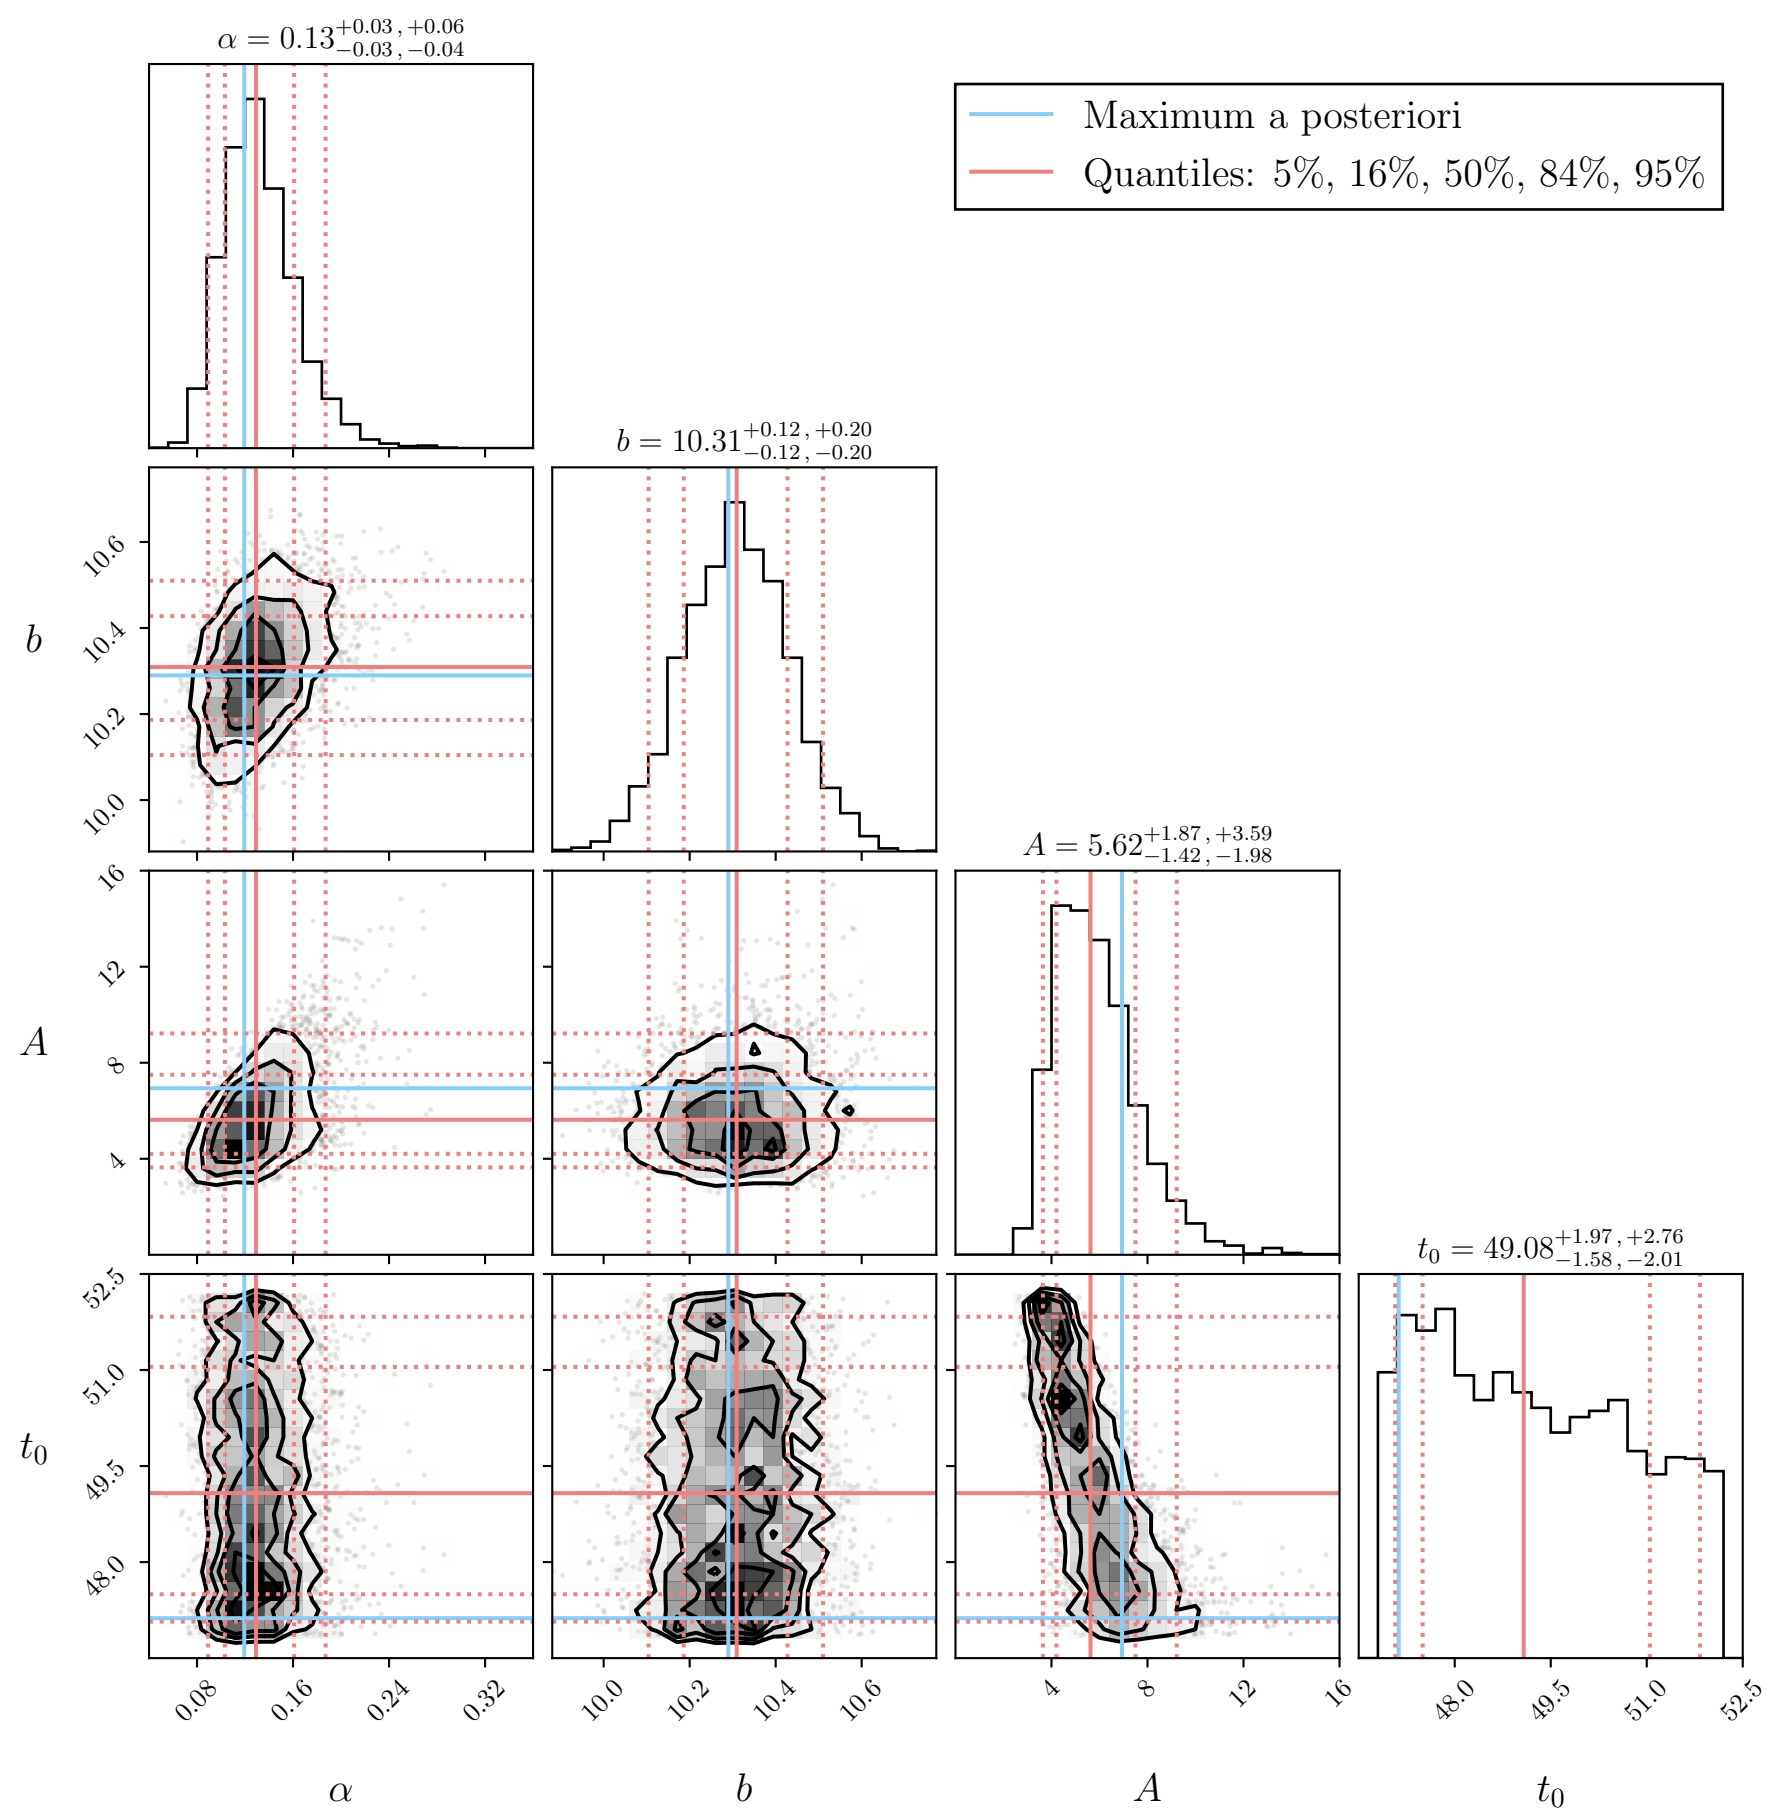 α = 0.13 +0.03, +0.06 −0.03, −0.04
Maximum a posteriori
Quantiles: 5%, 16%, 50%, 84%, 95%
b = 10.31 +0.12, +0.20 −0.12, −0.20
10.6
10.4
10.2
10.0
b
A = 5.62 +1.87, +3.59 −1.42, −1.98
16
12
8
4
A
t₀ = 49.08 +1.97, +2.76 −1.58, −2.01
52.5
51.0
49.5
48.0
t₀
0.08 0.16 0.24 0.32 10.0 10.2 10.4 10.6 4 8 12 16 48.0 49.5 51.0 52.5
α b A t₀